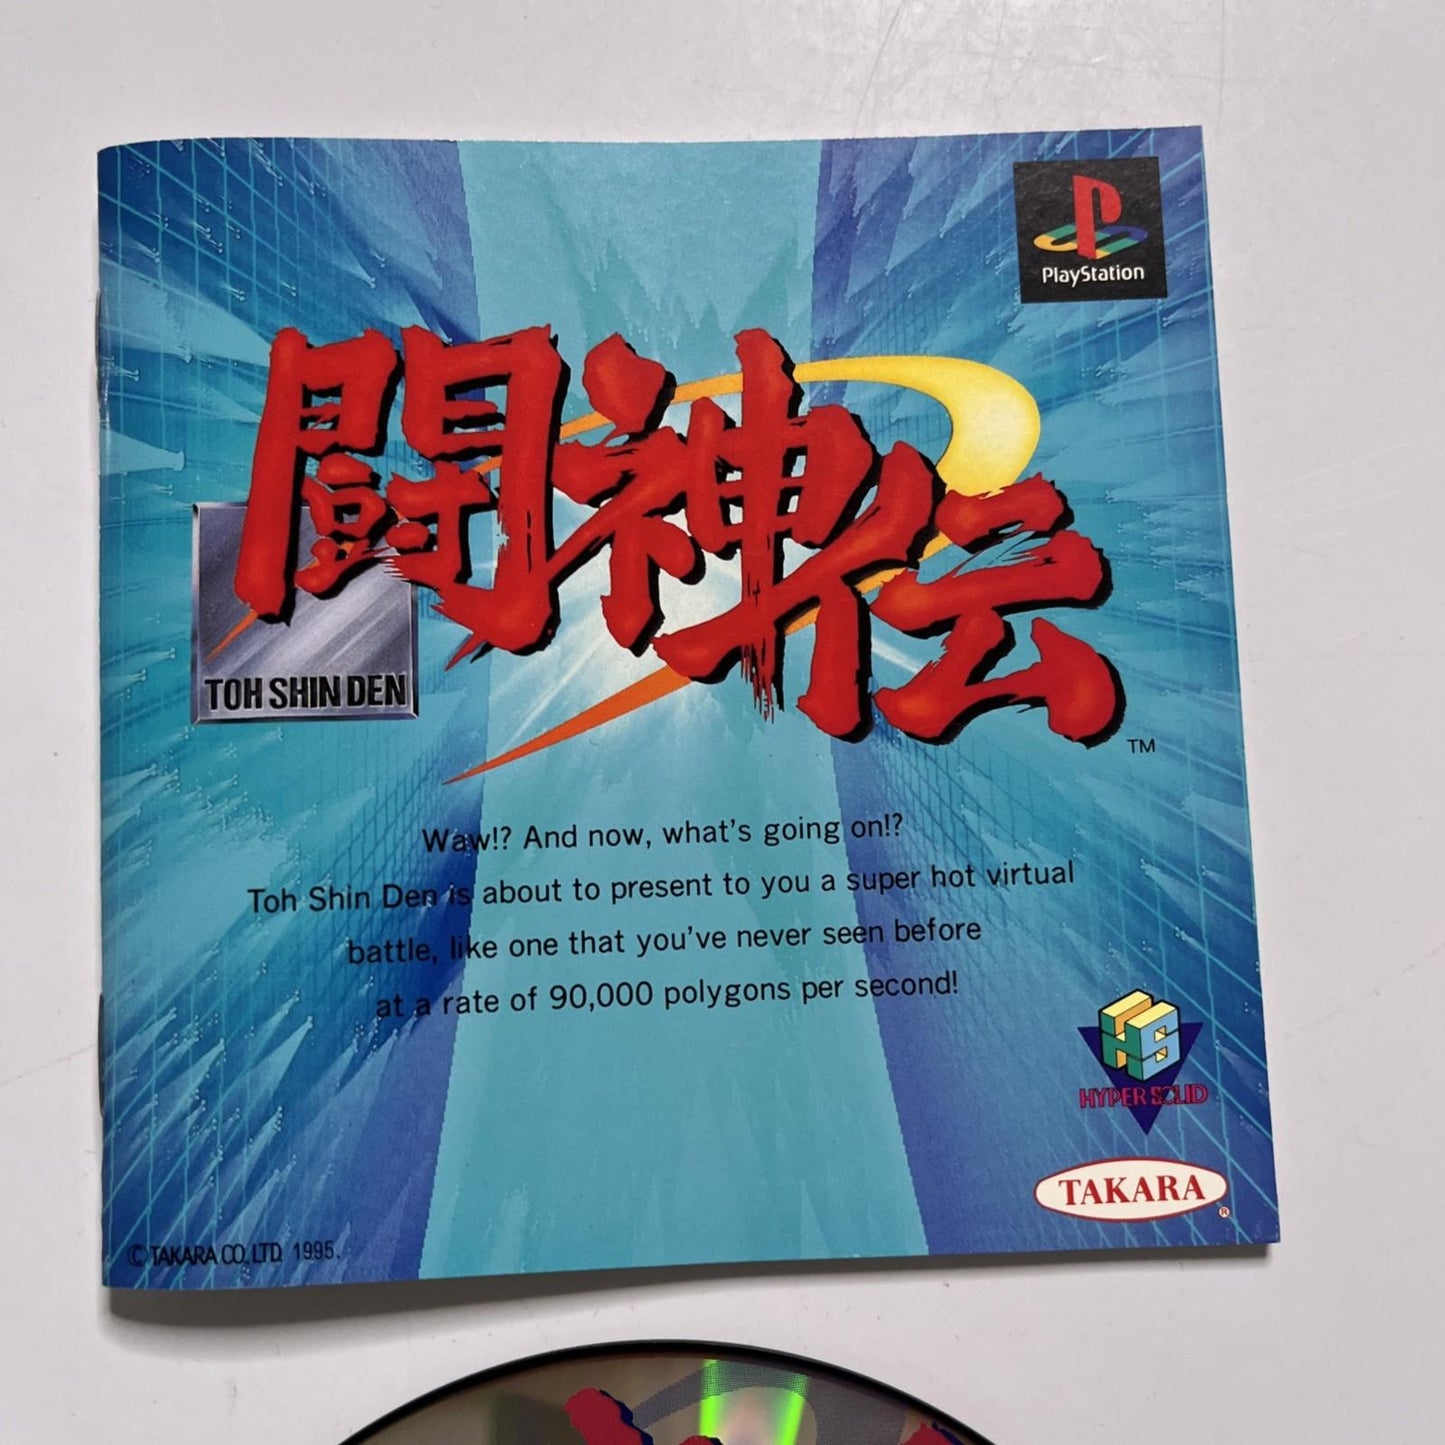 PlayStation
闘神伝
TOH SHIN DEN
TM
Waw!? And now, what's going on!?
Toh Shin Den is about to present to you a super hot virtual
battle, like one that you've never seen before
at a rate of 90,000 polygons per second!
HS
HYPER SOLID
TAKARA
®
© TAKARA CO.,LTD. 1995.